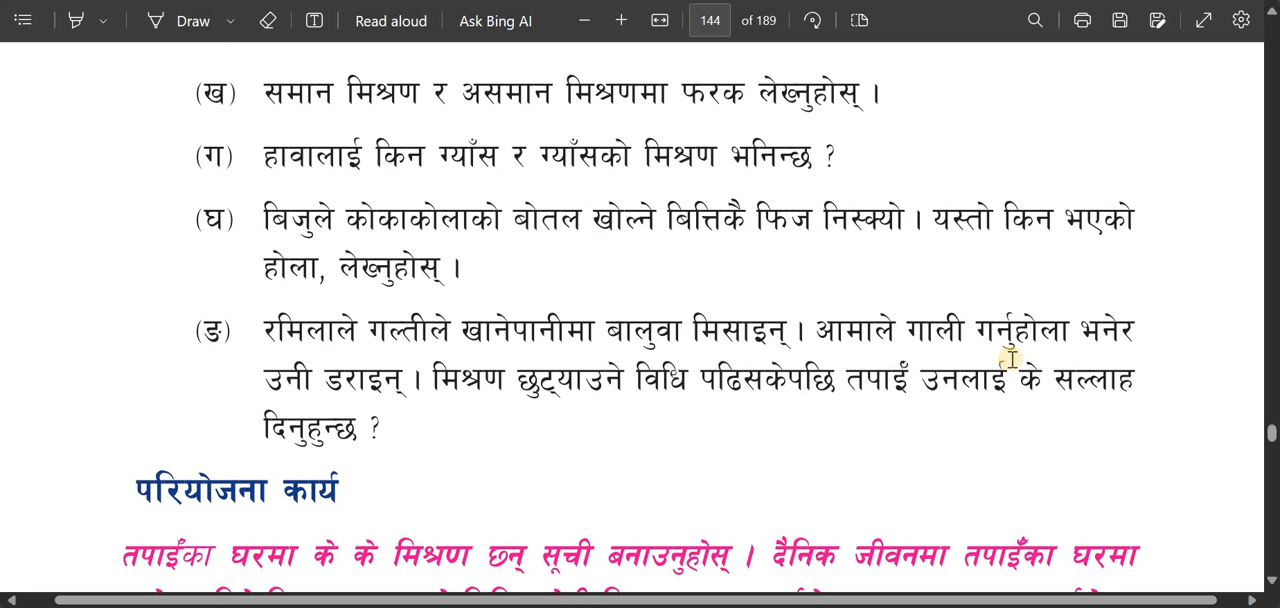 Draw
Read aloud
Ask Bing AI
144 of 189
(ख) समान मिश्रण र असमान मिश्रणमा फरक लेख्नुहोस् ।
(ग) हावालाई किन ग्याँस र ग्याँसको मिश्रण भनिन्छ ?
(घ) बिजुले कोकाकोलाको बोतल खोल्ने बित्तिकै फिज निस्क्यो । यस्तो किन भएको
होला, लेख्नुहोस् ।
(ङ) रमिलाले गल्तीले खानेपानीमा बालुवा मिसाइन् । आमाले गाली गर्नुहोला भनेर
उनी डराइन् । मिश्रण छुट्याउने विधि पढिसकेपछि तपाईँ उनलाई के सल्लाह
दिनुहुन्छ ?
परियोजना कार्य
तपाईँका घरमा के के मिश्रण छन् सूची बनाउनुहोस् । दैनिक जीवनमा तपाइँका घरमा